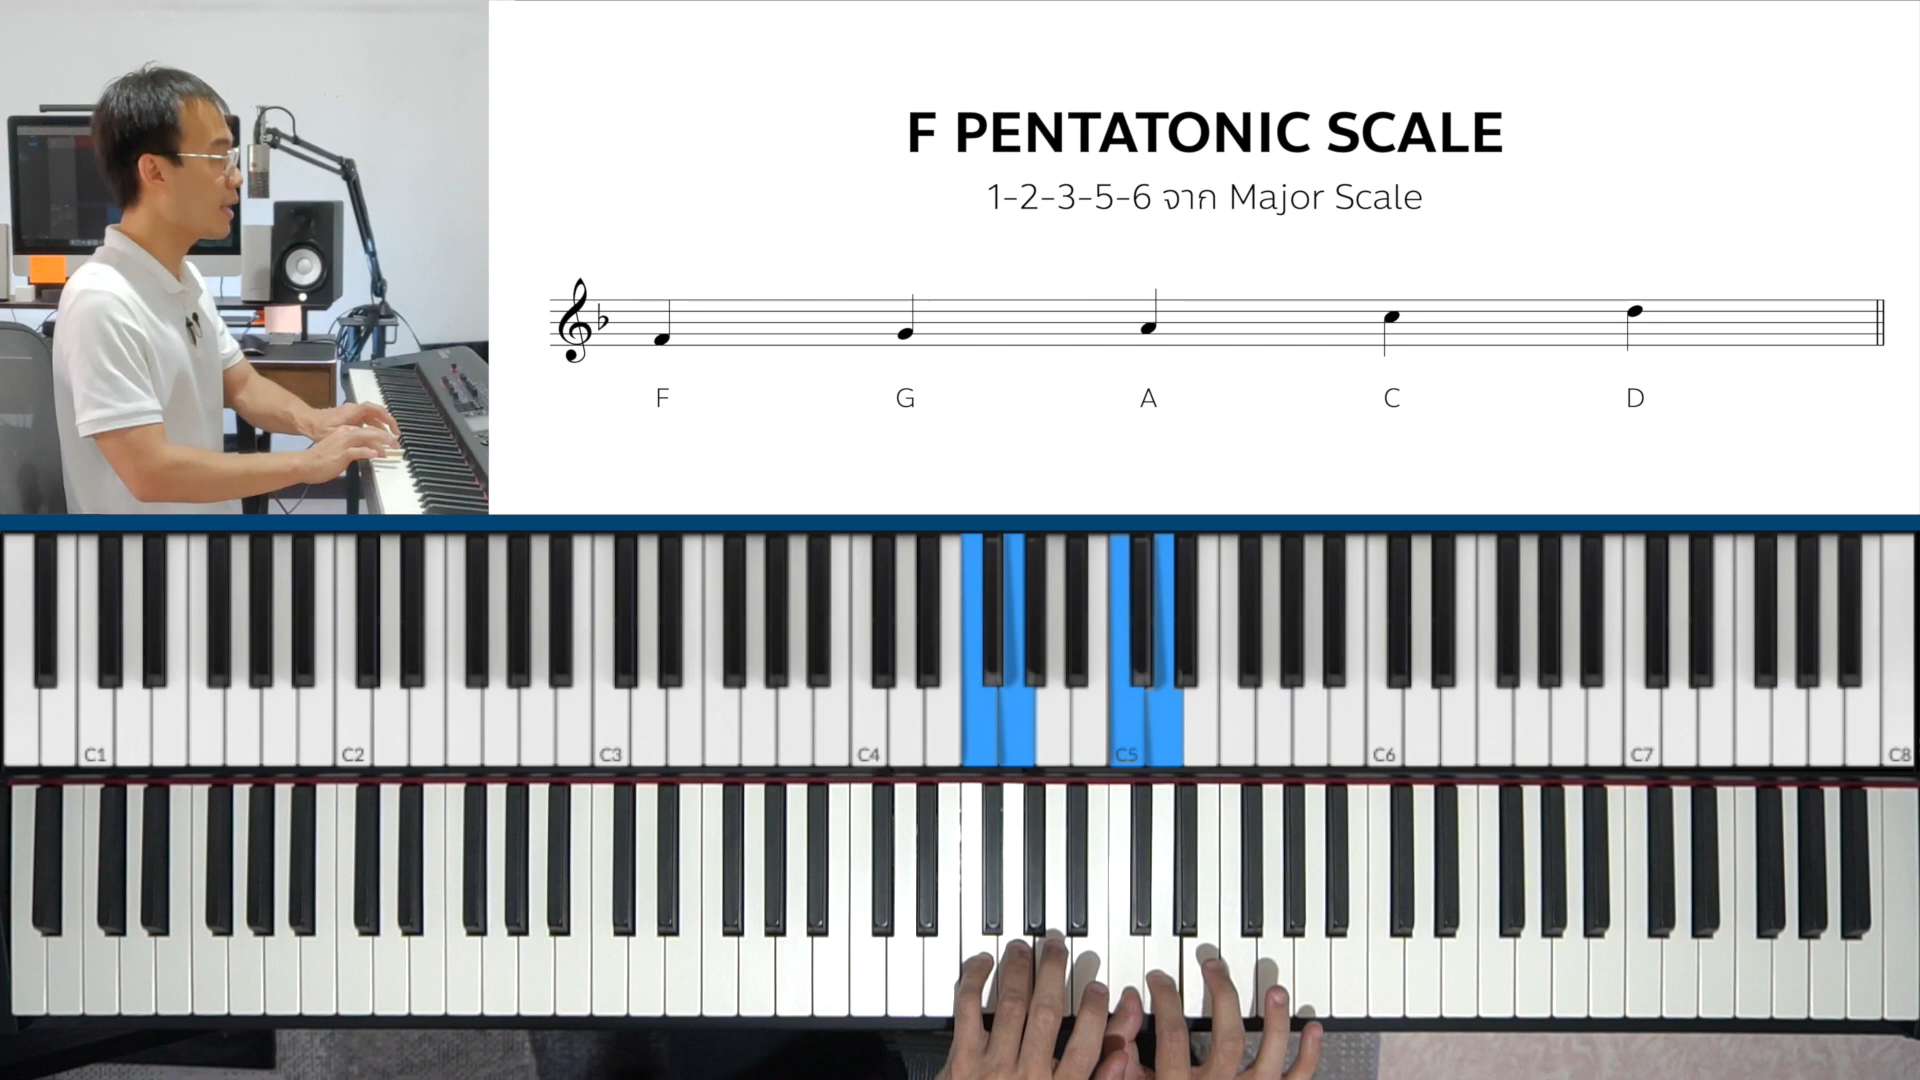 F PENTATONIC SCALE
1-2-3-5-6 จาก Major Scale
F G A C D
C1 C2 C3 C4 C5 C6 C7 C8